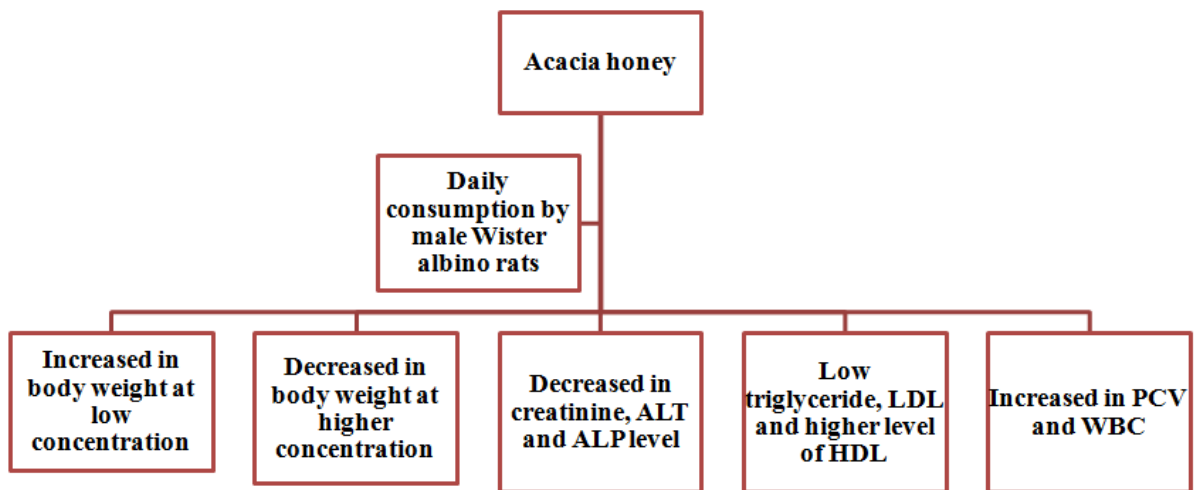 Acacia honey
Daily
consumption by
male Wister
albino rats
Increased in
body weight at
low
concentration
Decreased in
body weight at
higher
concentration
Decreased in
creatinine, ALT
and ALP level
Low
triglyceride, LDL
and higher level
of HDL
Increased in PCV
and WBC